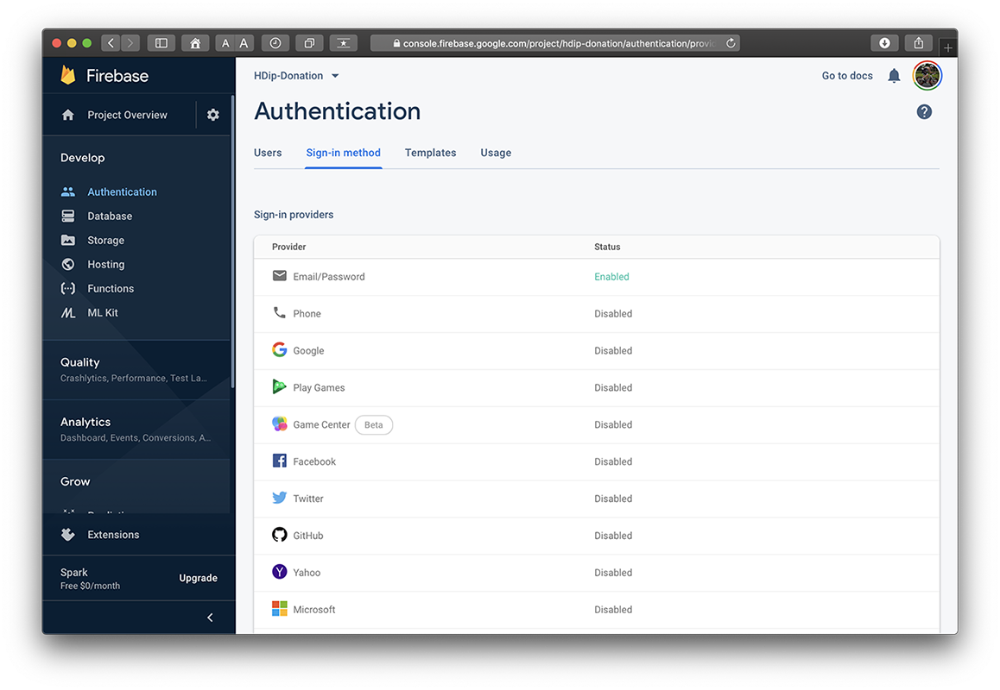 A A
console.firebase.google.com/project/hdip-donation/authentication/provi
Firebase
HDip-Donation
Go to docs
Project Overview
Authentication
Users Sign-in method Templates Usage
Develop
Authentication
Database
Storage
Hosting
Functions
ML Kit
Quality
Crashlytics, Performance, Test La...
Analytics
Dashboard, Events, Conversions, A...
Grow
Extensions
Spark
Free $0/month
Upgrade
Sign-in providers
Provider Status
Email/Password Enabled
Phone Disabled
Google Disabled
Play Games Disabled
Game Center Beta Disabled
Facebook Disabled
Twitter Disabled
GitHub Disabled
Yahoo Disabled
Microsoft Disabled